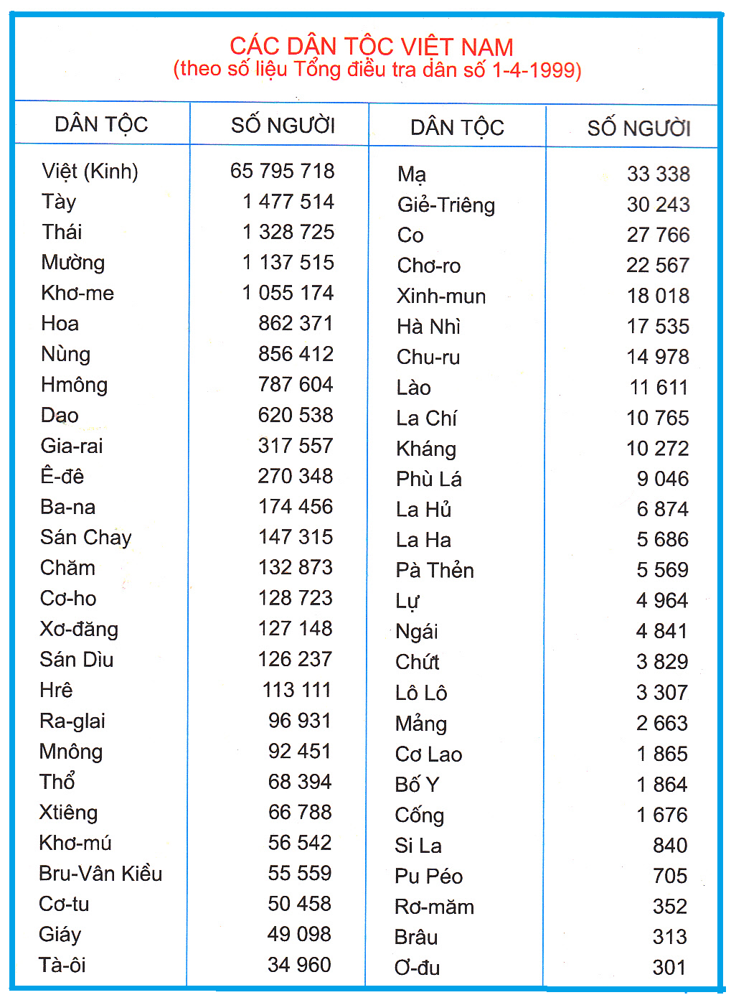 CÁC DÂN TỘC VIỆT NAM
(theo số liệu Tổng điều tra dân số 1-4-1999)
DÂN TỘC SỐ NGƯỜI DÂN TỘC SỐ NGƯỜI
Việt (Kinh) 65 795 718 Mạ 33 338
Tày 1 477 514 Giẻ-Triêng 30 243
Thái 1 328 725 Co 27 766
Mường 1 137 515 Chơ-ro 22 567
Khơ-me 1 055 174 Xinh-mun 18 018
Hoa 862 371 Hà Nhì 17 535
Nùng 856 412 Chu-ru 14 978
Hmông 787 604 Lào 11 611
Dao 620 538 La Chí 10 765
Gia-rai 317 557 Kháng 10 272
Ê-đê 270 348 Phù Lá 9 046
Ba-na 174 456 La Hủ 6 874
Sán Chay 147 315 La Ha 5 686
Chăm 132 873 Pà Thẻn 5 569
Cơ-ho 128 723 Lự 4 964
Xơ-đăng 127 148 Ngái 4 841
Sán Dìu 126 237 Chứt 3 829
Hrê 113 111 Lô Lô 3 307
Ra-glai 96 931 Mảng 2 663
Mnông 92 451 Cơ Lao 1 865
Thổ 68 394 Bố Y 1 864
Xtiêng 66 788 Cống 1 676
Khơ-mú 56 542 Si La 840
Bru-Vân Kiều 55 559 Pu Péo 705
Cơ-tu 50 458 Rơ-măm 352
Giáy 49 098 Brâu 313
Tà-ôi 34 960 Ơ-đu 301